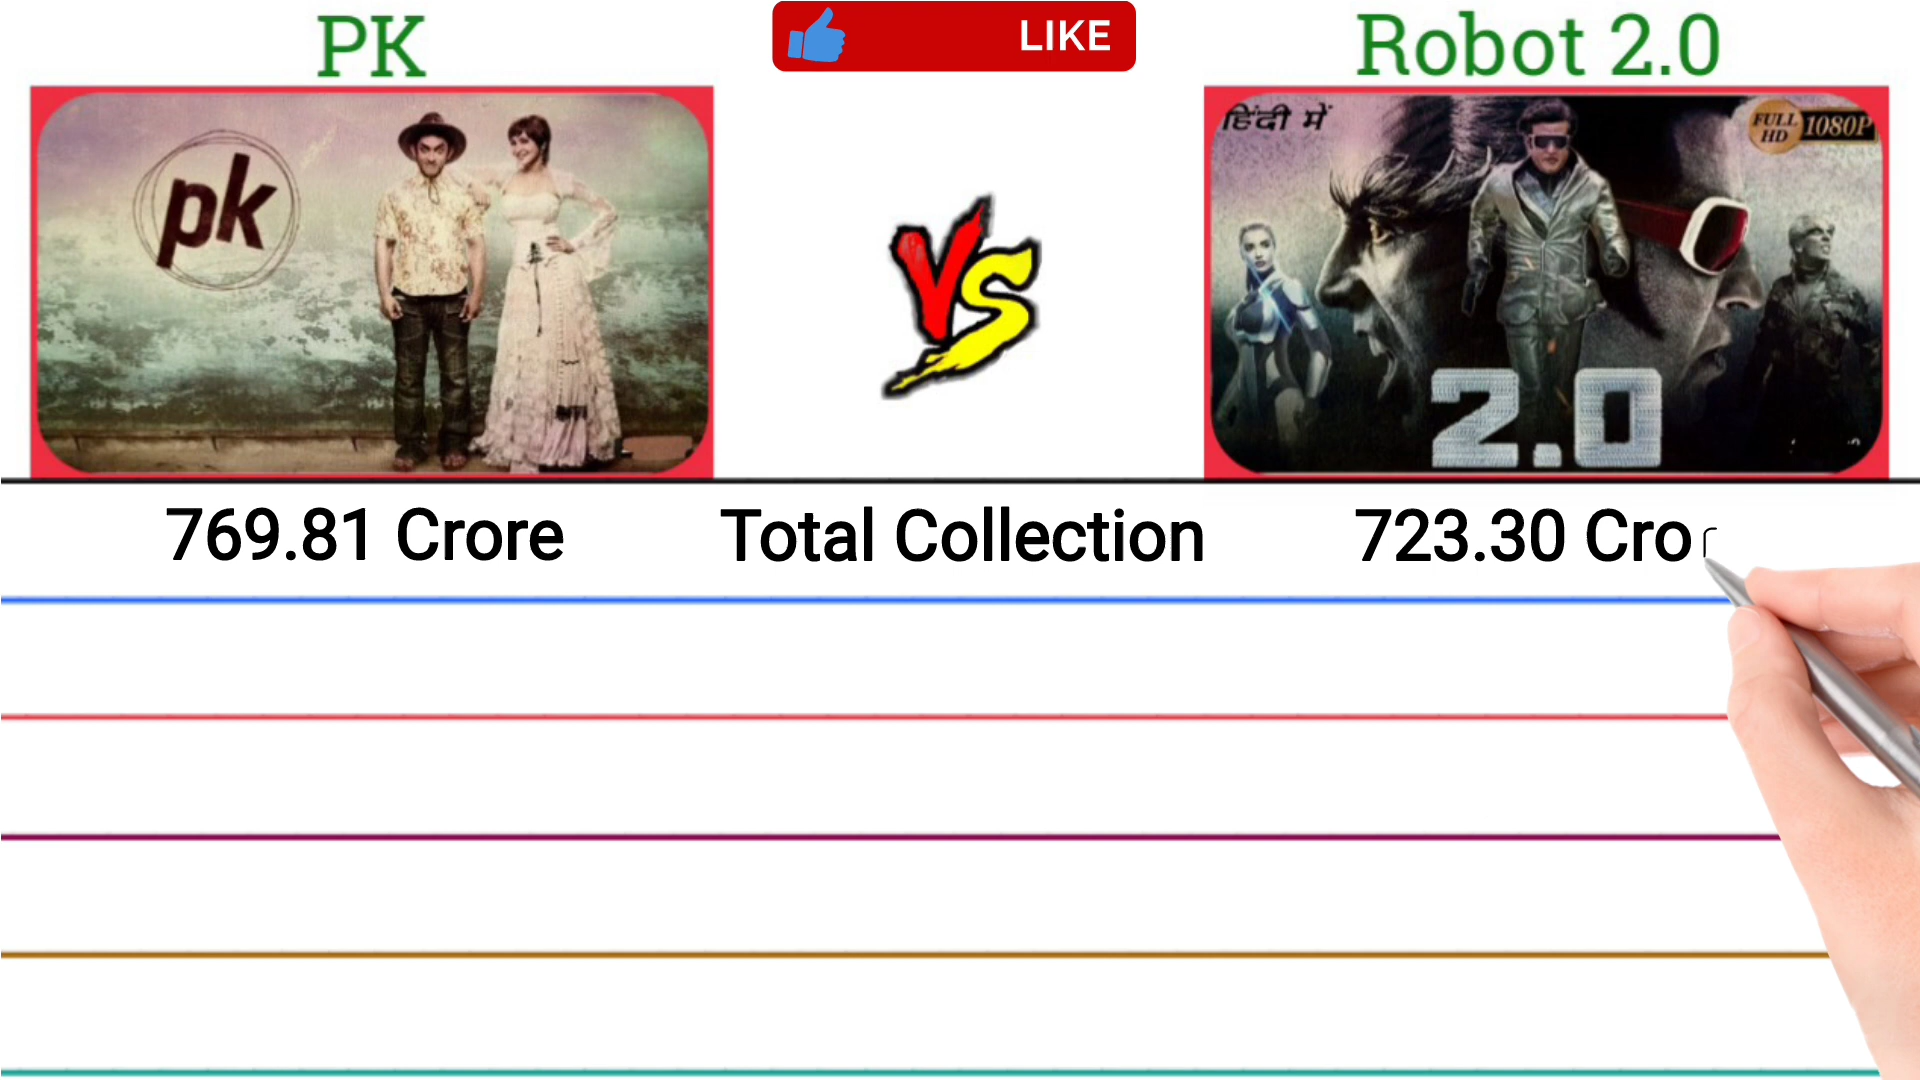 PK
LIKE
Robot 2.0
pk
VS
हिंदी में
FULL HD 1080P
2.0
769.81 Crore
Total Collection
723.30 Cro